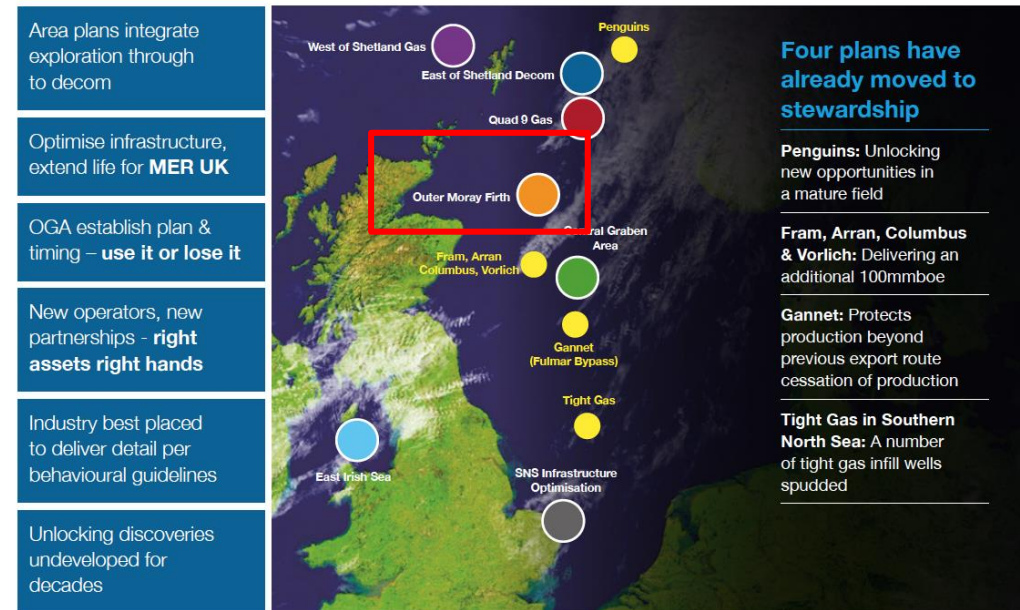 Area plans integrate
exploration through
to decom
Optimise infrastructure,
extend life for MER UK
OGA establish plan &
timing – use it or lose it
New operators, new
partnerships - right
assets right hands
Industry best placed
to deliver detail per
behavioural guidelines
Unlocking discoveries
undeveloped for
decades
Penguins
West of Shetland Gas
East of Shetland Decom
Quad 9 Gas
Outer Moray Firth
Graben
Area
Fram, Arran
Columbus, Vorlich
Gannet
(Fulmar Bypass)
Tight Gas
East Irish Sea
SNS Infrastructure
Optimisation
Four plans have
already moved to
stewardship
Penguins: Unlocking
new opportunities in
a mature field
Fram, Arran, Columbus
& Vorlich: Delivering an
additional 100mmboe
Gannet: Protects
production beyond
previous export route
cessation of production
Tight Gas in Southern
North Sea: A number
of tight gas infill wells
spudded